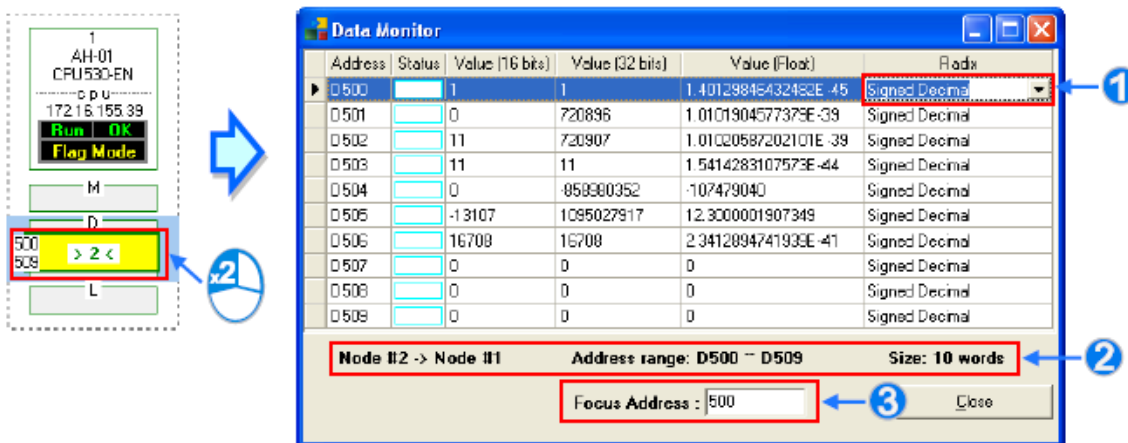 1
AH-01
CPU530-EN
cpu
172.16.155.39
Run OK
Flag Mode
M
D
500
509
> 2 <
L
x2
Data Monitor
Address Status Value (16 bits) Value (32 bits) Value (Float) Radix
D500 1 1 1.40129846432482E-45 Signed Decimal
D501 0 720896 1.0101904577379E-39 Signed Decimal
D502 11 720907 1.01020587202101E-39 Signed Decimal
D503 11 11 1.5414283107573E-44 Signed Decimal
D504 0 -858980352 -107479040 Signed Decimal
D505 -13107 1095027917 12.3000001907349 Signed Decimal
D506 16708 16708 2.3412894741939E-41 Signed Decimal
D507 0 0 0 Signed Decimal
D508 0 0 0 Signed Decimal
D509 0 0 0 Signed Decimal
1
Node #2 -> Node #1 Address range: D500 ~ D509 Size: 10 words
2
Focus Address : 500
3
Close